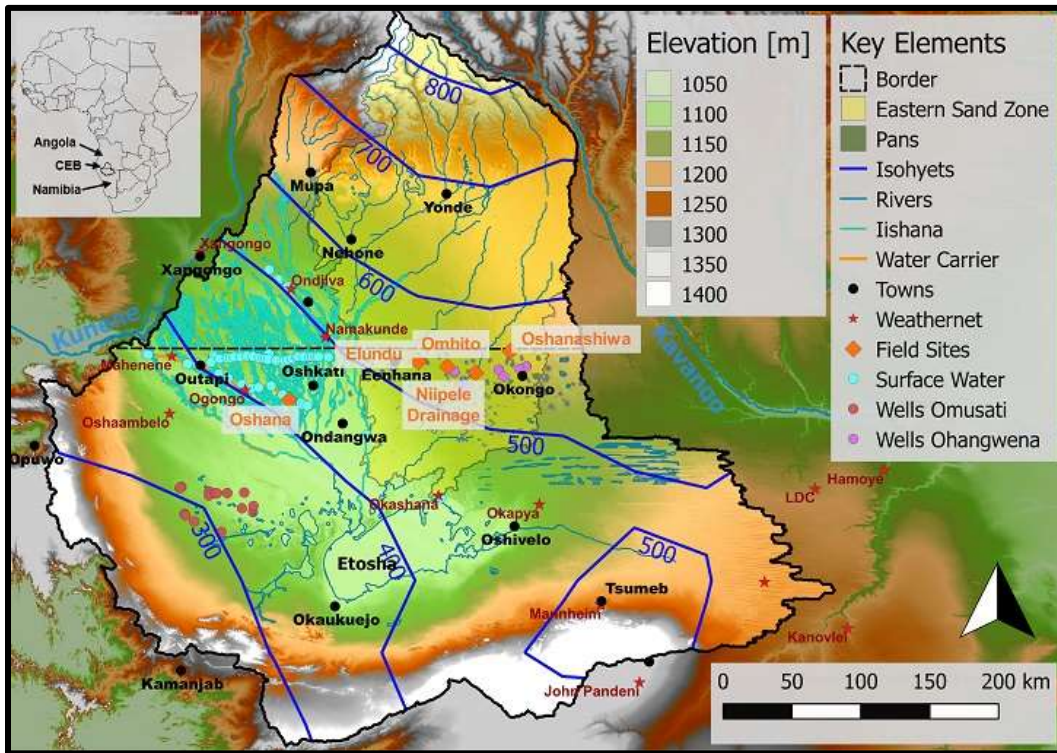 Angola
CEB
Namibia
Elevation [m]
1050
1100
1150
1200
1250
1300
1350
1400
Key Elements
Border
Eastern Sand Zone
Pans
Isohyets
Rivers
Iishana
Water Carrier
Towns
Weathernet
Field Sites
Surface Water
Wells Omusati
Wells Ohangwena
800
700
Mupa
Yonde
Xangongo
Nehone
Xangongo
Ondjiva
600
Kunene
Namakunde
Omhito
Oshanashiwa
Kavango
Mahenene
Elundu
Outapi
Oshkati
Eenhana
Okongo
Ogongo
Niipele
Drainage
Oshaambelo
Oshana
Ondangwa
Opuwo
500
Hamoye
LDC
Okashana
Okapya
300
Oshivelo
400
500
Etosha
Tsumeb
Okaukuejo
Mannheim
Kanovlei
Kamanjab
John Pandeni
0 50 100 150 200 km